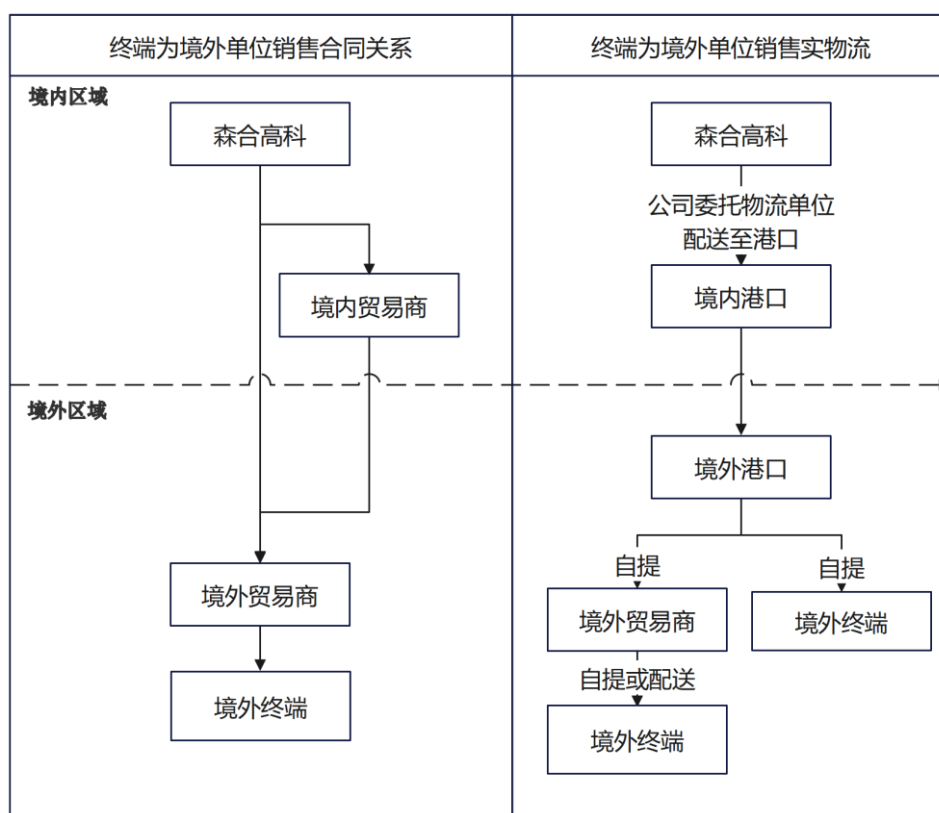 终端为境外单位销售合同关系
终端为境外单位销售实物流
境内区域
森合高科
境内贸易商
境外区域
境外贸易商
境外终端
森合高科
公司委托物流单位
配送至港口
境内港口
境外港口
自提
自提
境外贸易商
境外终端
自提或配送
境外终端